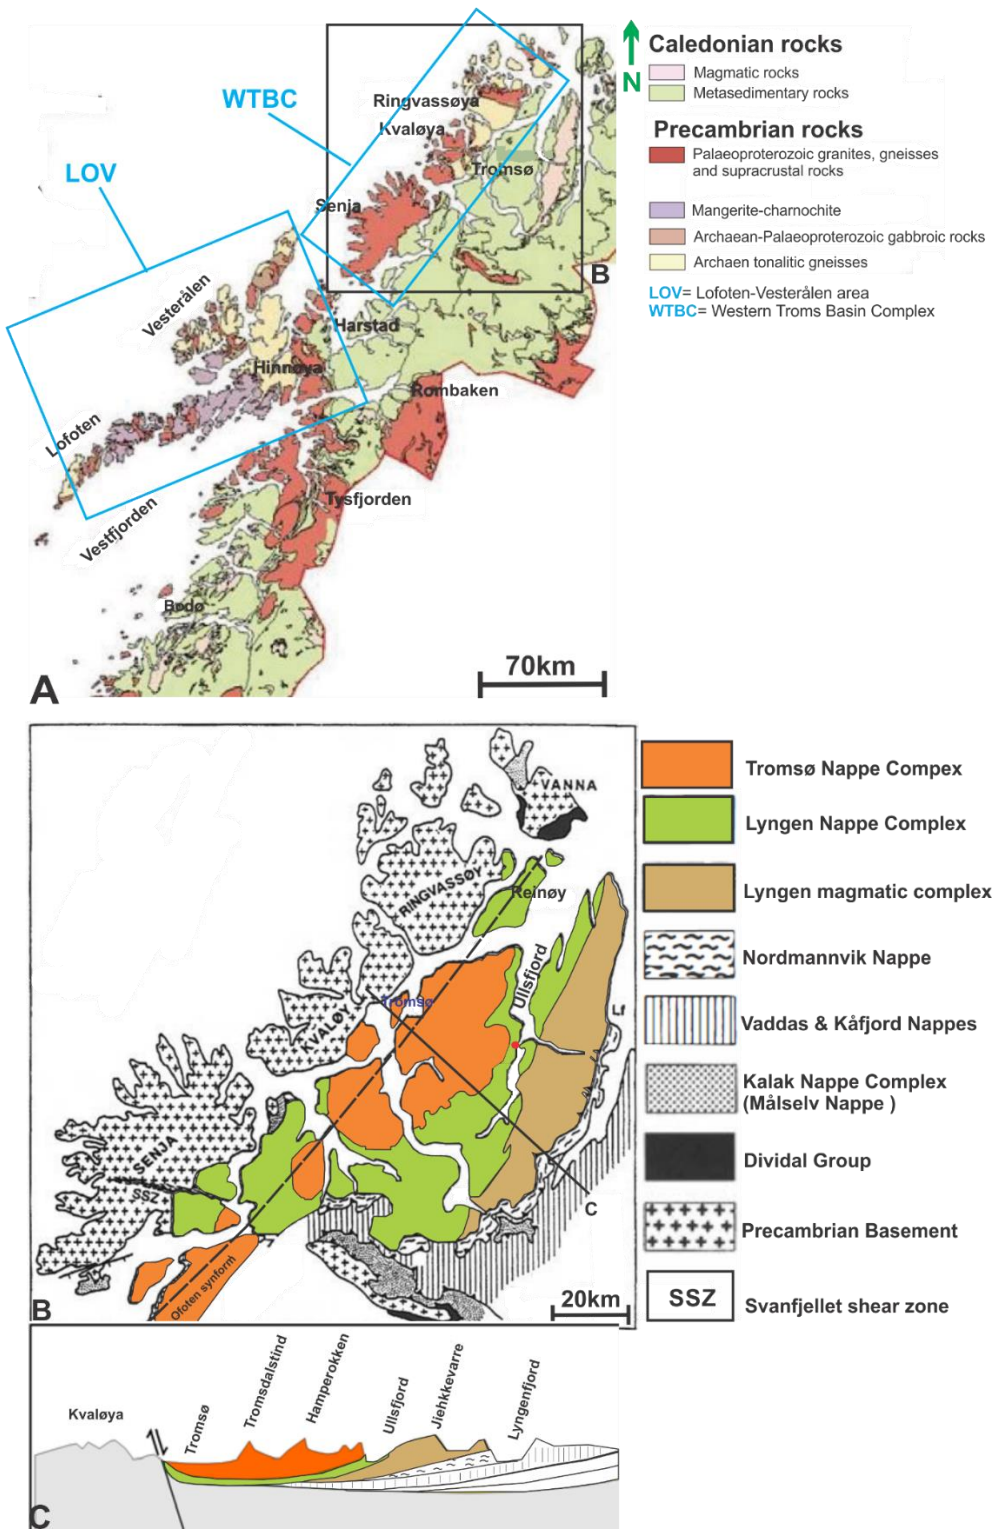 N
Caledonian rocks
Magmatic rocks
Metasedimentary rocks
Precambrian rocks
Palaeoproterozoic granites, gneisses
and supracrustal rocks
Mangerite-charnochite
Archaean-Palaeoproterozoic gabbroic rocks
Archaen tonalitic gneisses
LOV= Lofoten-Vesterålen area
WTBC= Western Troms Basin Complex
WTBC
LOV
Ringvassøya
Kvaløya
Tromsø
Senja
B
Vesterålen
Harstad
Hinnøya
Rombaken
Lofoten
Tysfjorden
Vestfjorden
Bodø
70km
A
VANNA
RINGVASSØY
Reinøy
Ullsfjord
Tromsø
KVALØY
Lf
SENJA
SSZ
C
Ofoten synform
B
20km
Tromsø Nappe Compex
Lyngen Nappe Complex
Lyngen magmatic complex
Nordmannvik Nappe
Vaddas & Kåfjord Nappes
Kalak Nappe Complex
(Målselv Nappe )
Dividal Group
Precambrian Basement
SSZ
Svanfjellet shear zone
Kvaløya
Tromsø
Tromsdalstind
Hamperokken
Ullsfjord
Jiehkkevarre
Lyngenfjord
C